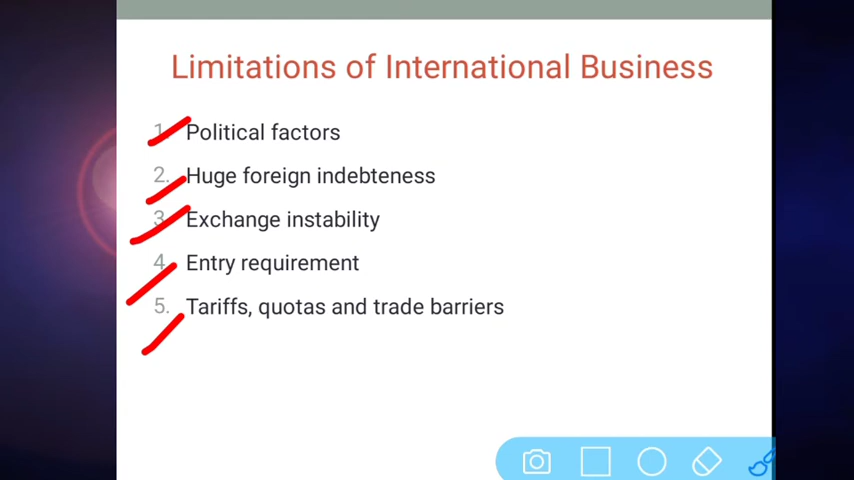 Limitations of International Business
1. Political factors
2. Huge foreign indebteness
3. Exchange instability
4. Entry requirement
5. Tariffs, quotas and trade barriers